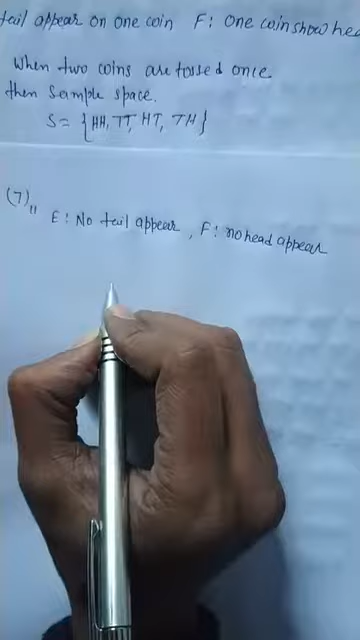 tail appear on one coin F: One coin show hea
When two coins are tossed once
then sample space.
S = {HH, TT, HT, TH}
(7)"
E: No tail appear, F: no head appear